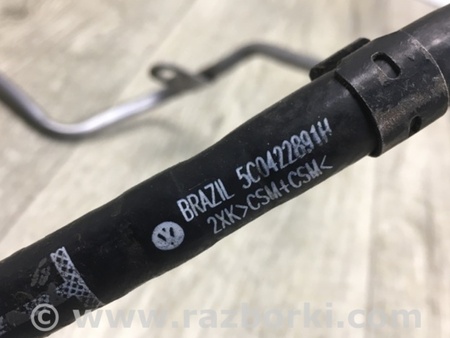 BRAZIL 5C0422891H
2XK>CSM+CSM<
© www.razborki.com